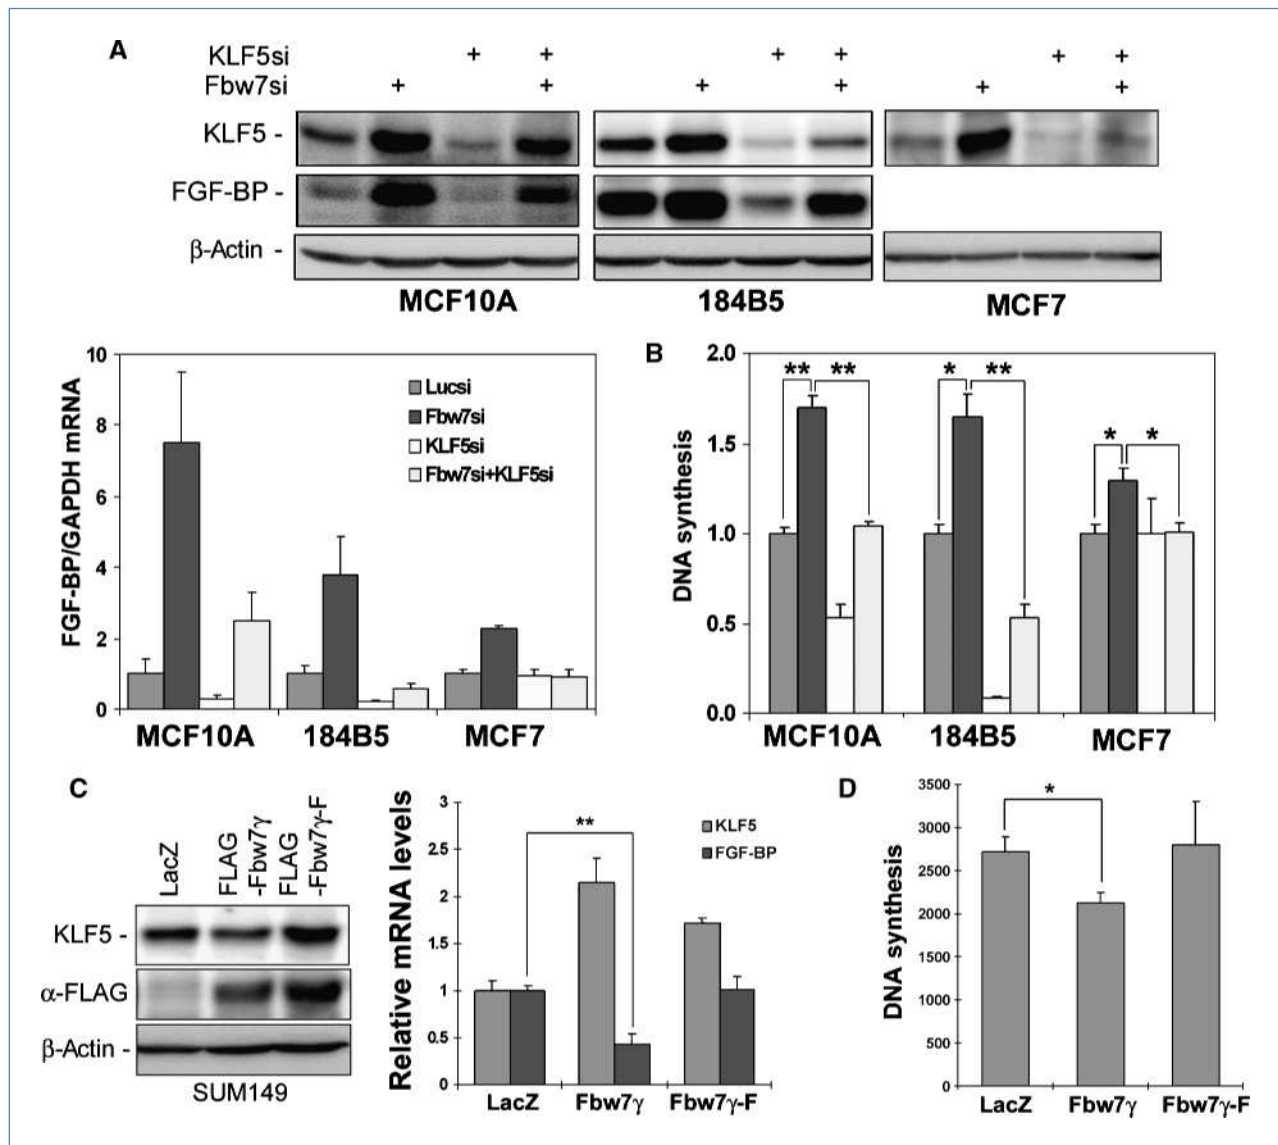 A
KLF5si + + + + + +
Fbw7si + + + + + +
KLF5 -
FGF-BP -
β-Actin -
MCF10A 184B5 MCF7
FGF-BP/GAPDH mRNA
10
8
6
4
2
0
Lucsi
Fbw7si
KLF5si
Fbw7si+KLF5si
MCF10A 184B5 MCF7
B
DNA synthesis
2.0
1.5
1.0
0.5
0.0
** ** * ** * *
MCF10A 184B5 MCF7
C
LacZ
FLAG
-Fbw7γ
FLAG
-Fbw7γ-F
KLF5 -
α-FLAG
β-Actin -
SUM149
Relative mRNA levels
3
2.5
2
1.5
1
0.5
0
**
KLF5
FGF-BP
LacZ Fbw7γ Fbw7γ-F
D
DNA synthesis
3500
3000
2500
2000
1500
1000
500
0
*
LacZ Fbw7γ Fbw7γ-F